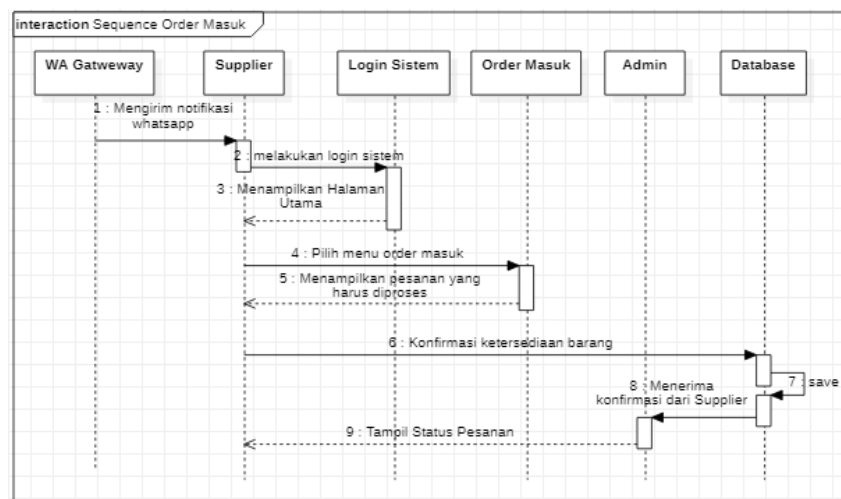 interaction Sequence Order Masuk
WA Gatweway
Supplier
Login Sistem
Order Masuk
Admin
Database
1 : Mengirim notifikasi
whatsapp
2 : melakukan login sistem
3 : Menampilkan Halaman
Utama
4 : Pilih menu order masuk
5 : Menampilkan pesanan yang
harus diproses
6 : Konfirmasi ketersediaan barang
7 : save
8 : Menerima
konfirmasi dari Supplier
9 : Tampil Status Pesanan